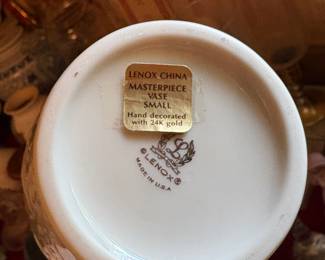 LENOX CHINA
MASTERPIECE
VASE
SMALL
Hand decorated
with 24K gold
L
© LENOX ®
MADE IN U.S.A.